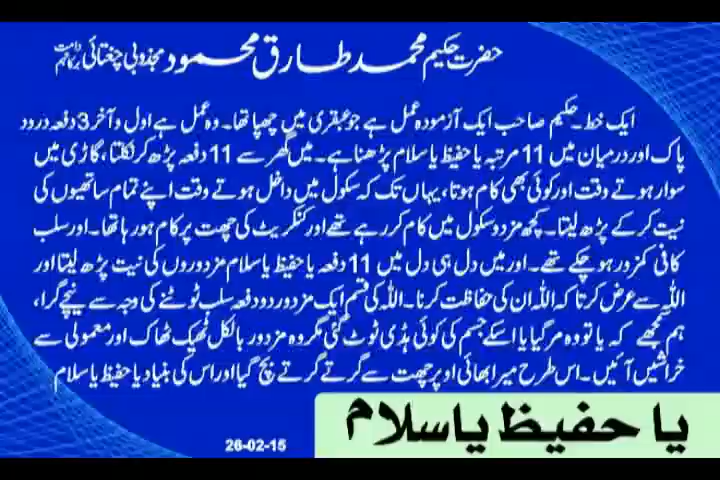 حضرت حکیم محمد طارق محمود مجذوبی چغتائی دامت برکاتہم
ایک خط۔ حکیم صاحب ایک آزمودہ عمل ہے جو عبقری میں چھپا تھا۔ وہ عمل ہے اول و آخر 3 دفعہ درود
پاک اور درمیان میں 11 مرتبہ یا حفیظ یا سلام پڑھنا ہے۔ میں گھر سے 11 دفعہ پڑھ کر نکلتا، گاڑی میں
سوار ہوتے وقت اور کوئی بھی کام ہوتا، یہاں تک کہ سکول میں داخل ہوتے وقت اپنے تمام ساتھیوں کی
نیت کر کے پڑھ لیتا۔ کچھ مزدو سکول میں کام کر رہے تھے اور کنکریٹ کی چھت پر کام ہو رہا تھا۔ اور سلب
کافی کمزور ہو چکے تھے۔ اور میں دل ہی دل میں 11 دفعہ یا حفیظ یا سلام مزدوروں کی نیت پڑھ لیتا اور
اللہ سے عرض کرتا کہ اللہ ان کی حفاظت کرنا۔ اللہ کی قسم ایک مزدور دو دفعہ سلب ٹوٹنے کی وجہ سے نیچے گرا،
ہم سمجھے کہ یا تو وہ مر گیا یا اسکے جسم کی کوئی ہڈی ٹوٹ گئی مگر وہ مزدور بالکل ٹھیک ٹھاک اور معمولی سے
خراشیں آئیں۔ اس طرح میرا بھائی اوپر چھت سے گرتے گرتے بچ گیا اور اس کی بنیاد یا حفیظ یا سلام
یا حفیظ یا سلام
26-02-15